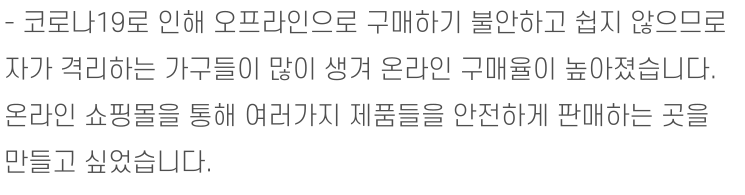 - 코로나19로 인해 오프라인으로 구매하기 불안하고 쉽지 않으므로
자가 격리하는 가구들이 많이 생겨 온라인 구매율이 높아졌습니다.
온라인 쇼핑몰을 통해 여러가지 제품들을 안전하게 판매하는 곳을
만들고 싶었습니다.